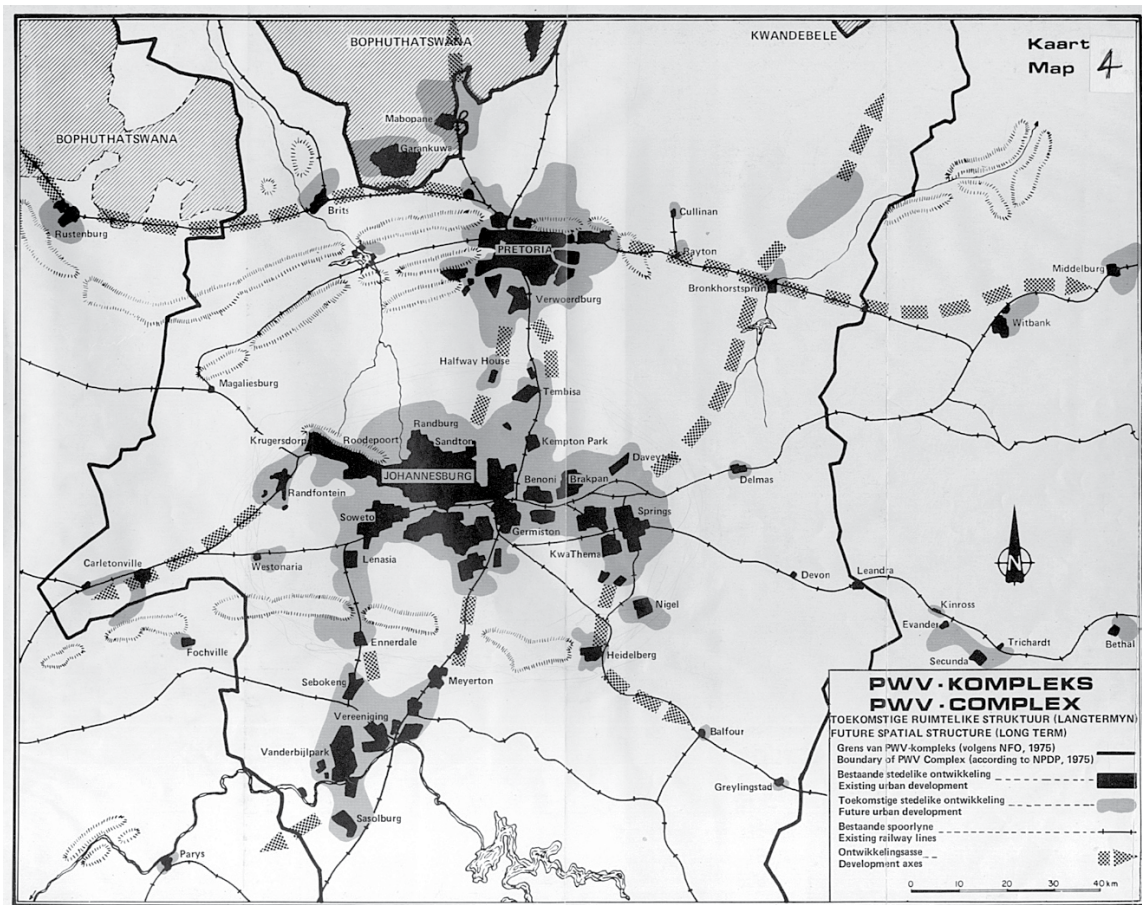 BOPHUTHATSWANA
KWANDEBELE
Kaart
Map 4
Mabopane
Garankuwa
BOPHUTHATSWANA
Rustenburg
Brits
Cullinan
PRETORIA
Rayton
Bronkhorstspruit
Middelburg
Verwoerdburg
Witbank
Halfway House
Magaliesburg
Tembisa
Randburg
Krugersdorp
Roodepoort
Sandton
Kempton Park
JOHANNESBURG
Benoni
Brakpan
Davey
Delmas
Randfontein
Soweto
Springs
Germiston
KwaThema
Carletonville
Westonaria
Lenasia
Devon
Leandra
N
Nigel
Kinross
Evander
Trichardt
Bethal
Secunda
Fochville
Ennerdale
Heidelberg
Sebokeng
Meyerton
Vereeniging
Balfour
Vanderbijlpark
Greylingstad
Sasolburg
Parys
PWV·KOMPLEKS
PWV·COMPLEX
TOEKOMSTIGE RUIMTELIKE STRUKTUUR (LANGTERMYN)
FUTURE SPATIAL STRUCTURE (LONG TERM)
Grens van PWV-kompleks (volgens NFO, 1975)
Boundary of PWV Complex (according to NPDP, 1975)
Bestaande stedelike ontwikkeling
Existing urban development
Toekomstige stedelike ontwikkeling
Future urban development
Bestaande spoorlyne
Existing railway lines
Ontwikkelingsasse
Development axes
0 10 20 30 40 km